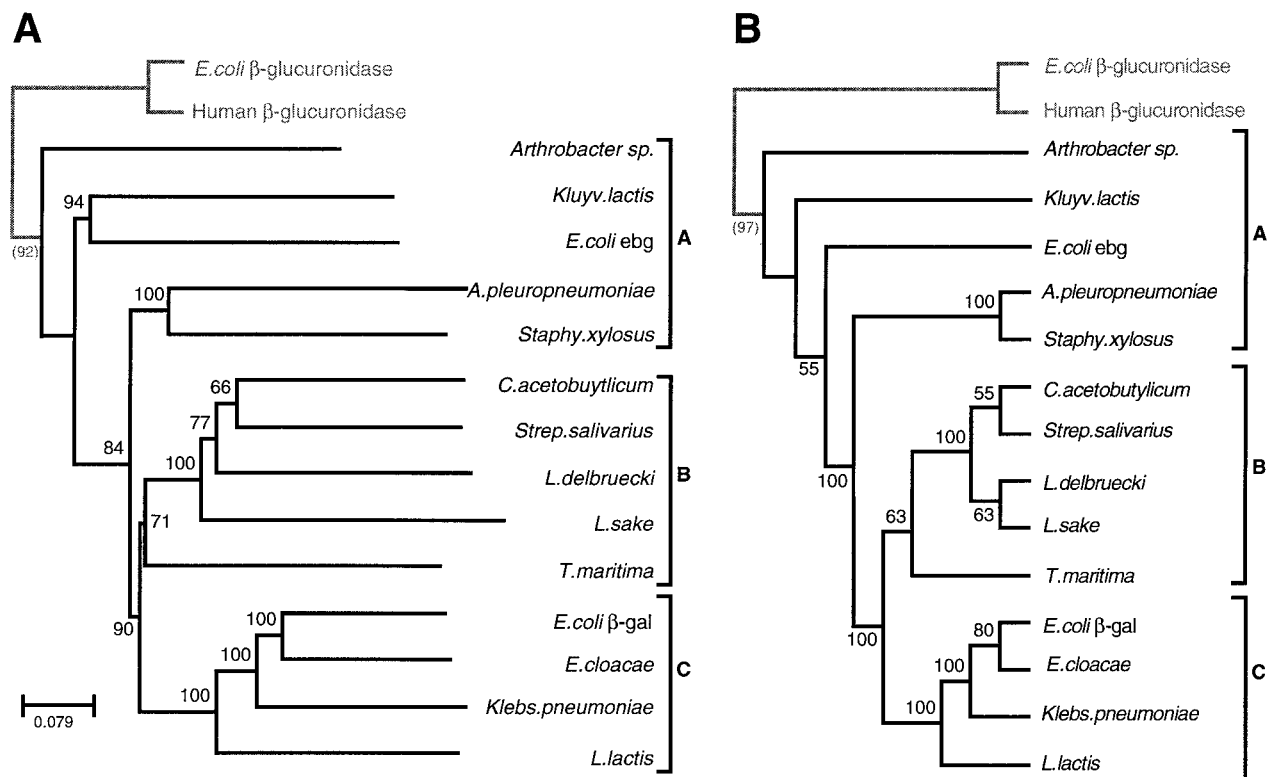 A
E.coli β-glucuronidase
Human β-glucuronidase
Arthrobacter sp.
Kluyv.lactis
94
E.coli ebg
A
(92)
A.pleuropneumoniae
100
Staphy.xylosus
C.acetobuytlicum
66
Strep.salivarius
77
84
100
L.delbruecki
B
L.sake
71
T.maritima
E.coli β-gal
100
90
E.cloacae
100
C
Klebs.pneumoniae
100
0.079
L.lactis
B
E.coli β-glucuronidase
Human β-glucuronidase
Arthrobacter sp.
Kluyv.lactis
(97)
A
E.coli ebg
A.pleuropneumoniae
100
Staphy.xylosus
55
C.acetobutylicum
55
Strep.salivarius
100
B
100
L.delbruecki
63
63
L.sake
T.maritima
E.coli β-gal
80
100
E.cloacae
100
C
Klebs.pneumoniae
100
L.lactis